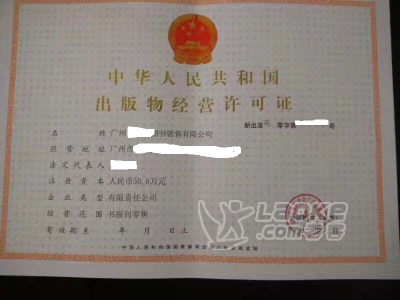 中华人民共和国
出版物经营许可证
新出发 零字第 号
名 称 广州 图书销售有限公司
经营地址 广州市
法定代表人
注册资本 人民币50.0万元
企业类型 有限责任公司
经营范围 书报刊零售
有效期至 年 月 日止
Laoke